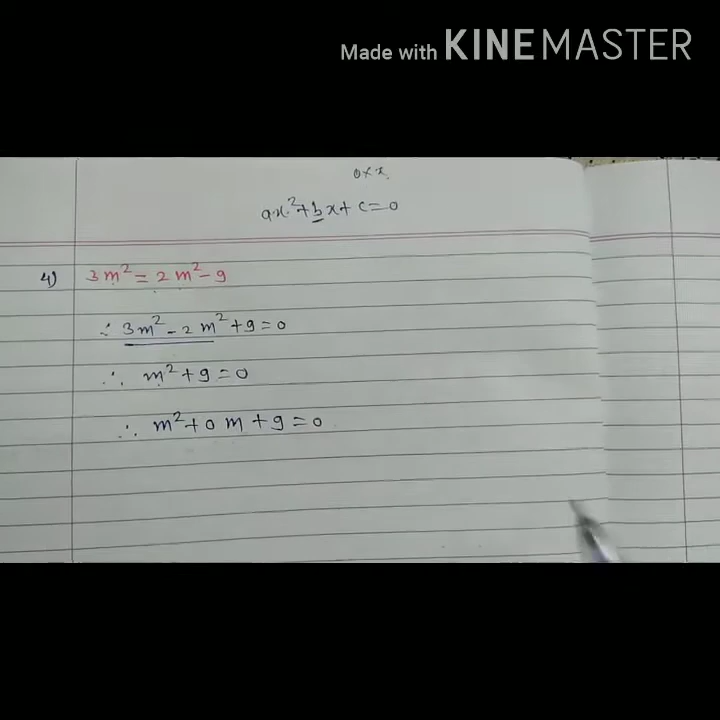 Made with KINEMASTER
0×x
ax²+bx+c=0
4) 3m²=2m²-9
∴ 3m²-2m²+9=0
∴ m²+9=0
∴ m²+0m+9=0